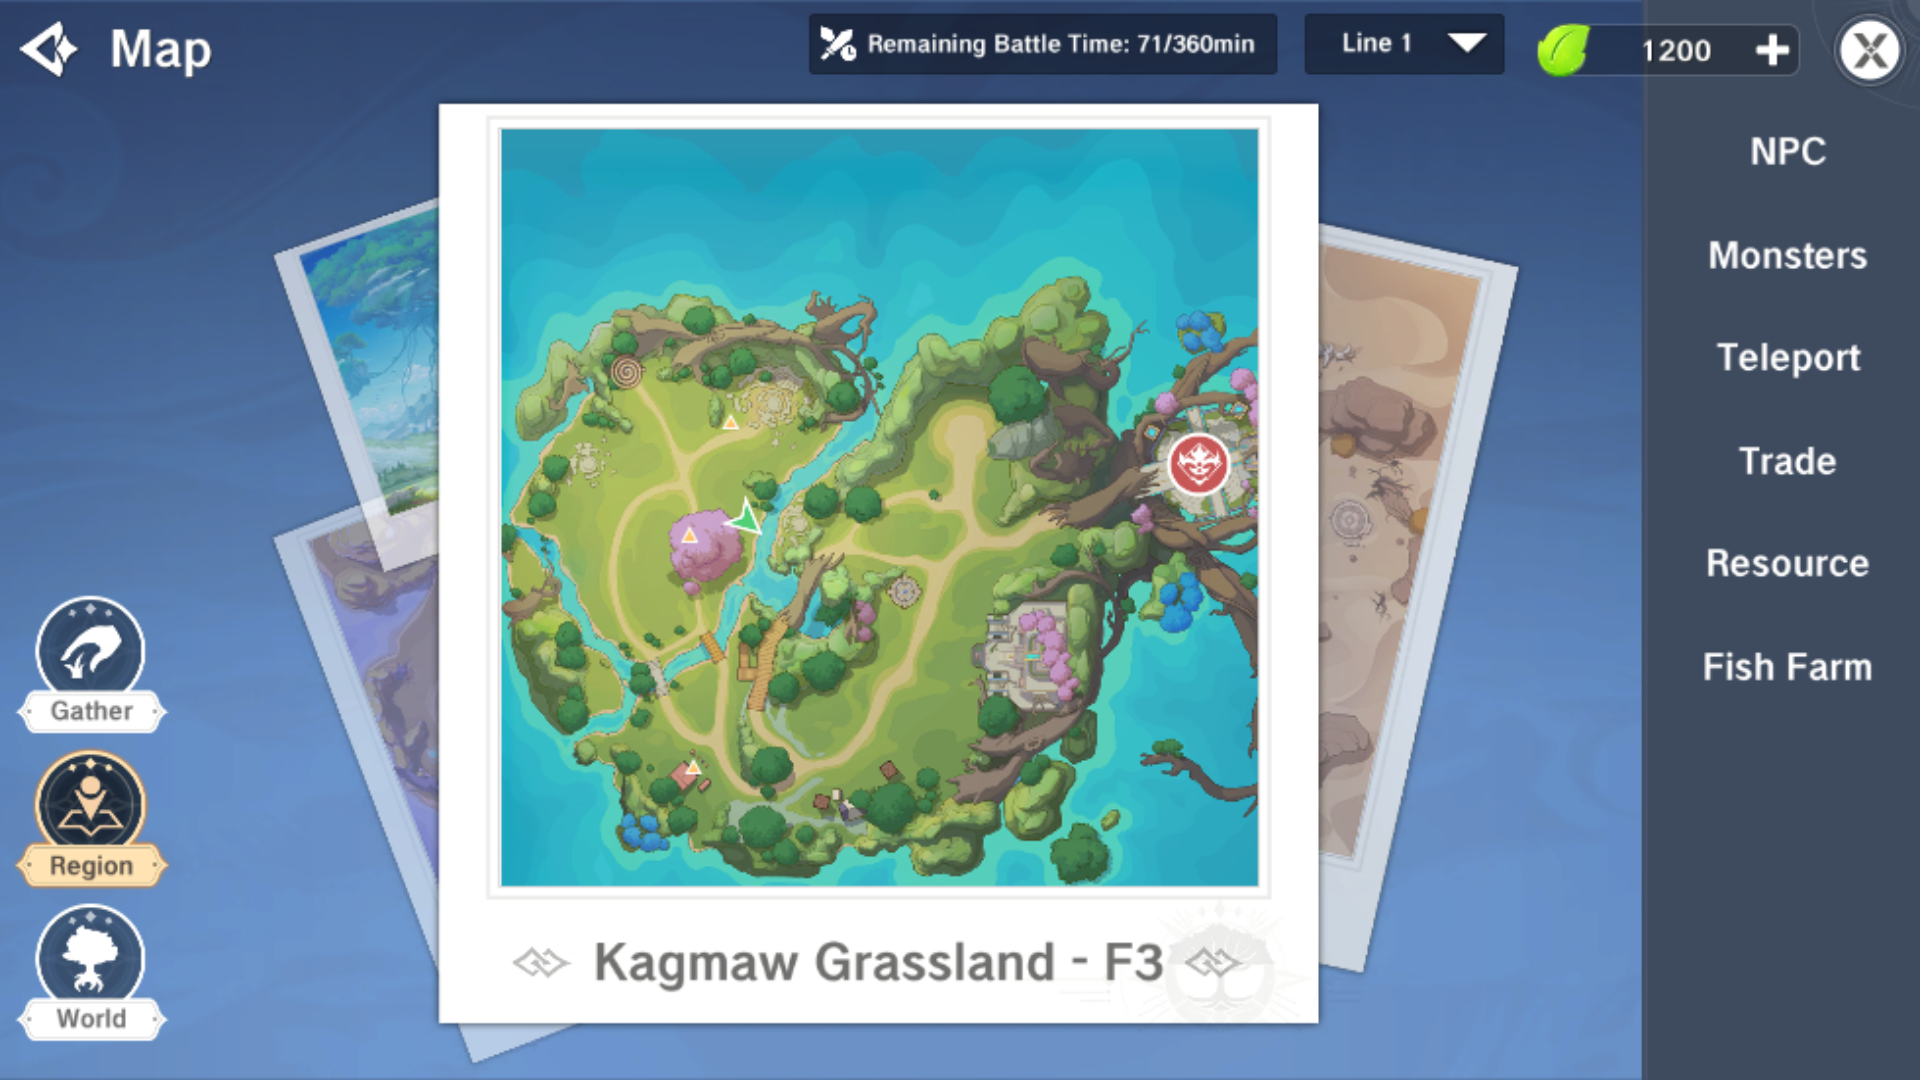 Map
Remaining Battle Time: 71/360min
Line 1
1200
NPC
Monsters
Teleport
Trade
Resource
Fish Farm
Gather
Region
World
Kagmaw Grassland - F3